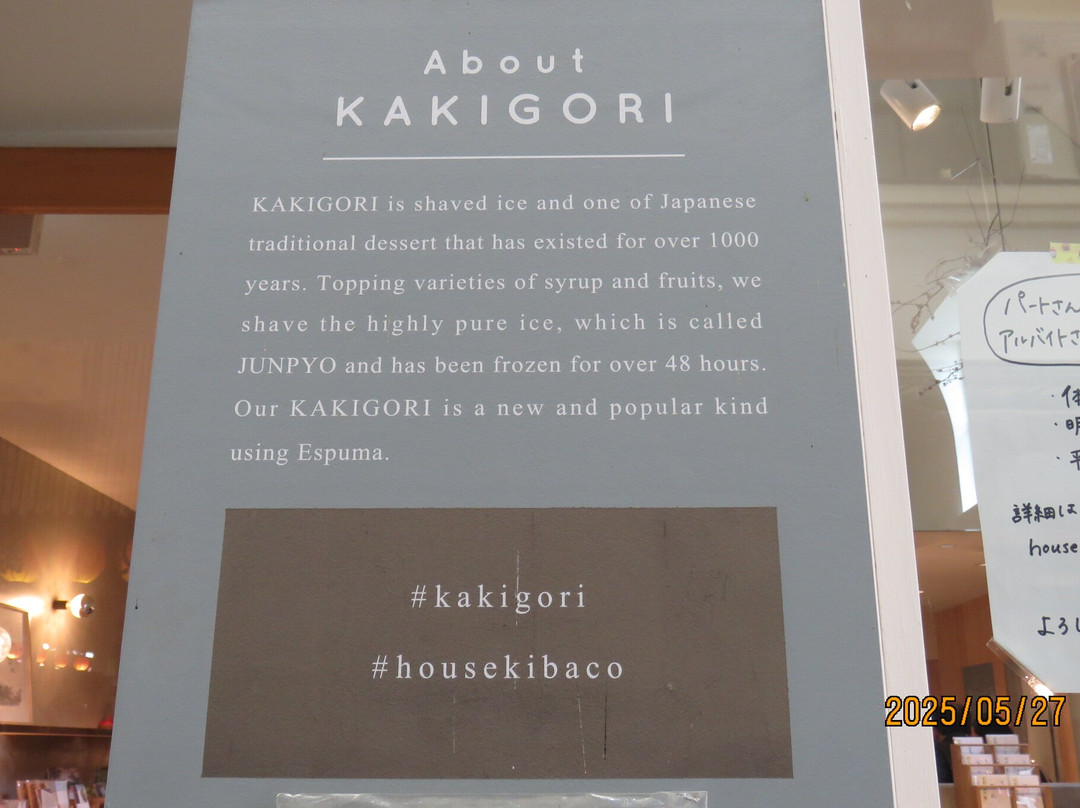 About
KAKIGORI
KAKIGORI is shaved ice and one of Japanese
traditional dessert that has existed for over 1000
years. Topping varieties of syrup and fruits, we
shave the highly pure ice, which is called
JUNPYO and has been frozen for over 48 hours.
Our KAKIGORI is a new and popular kind
using Espuma.
#kakigori
#housekibaco
パートさん
アルバイトさ
・体
・明
・平
詳細は
house
よろし
2025/05/27